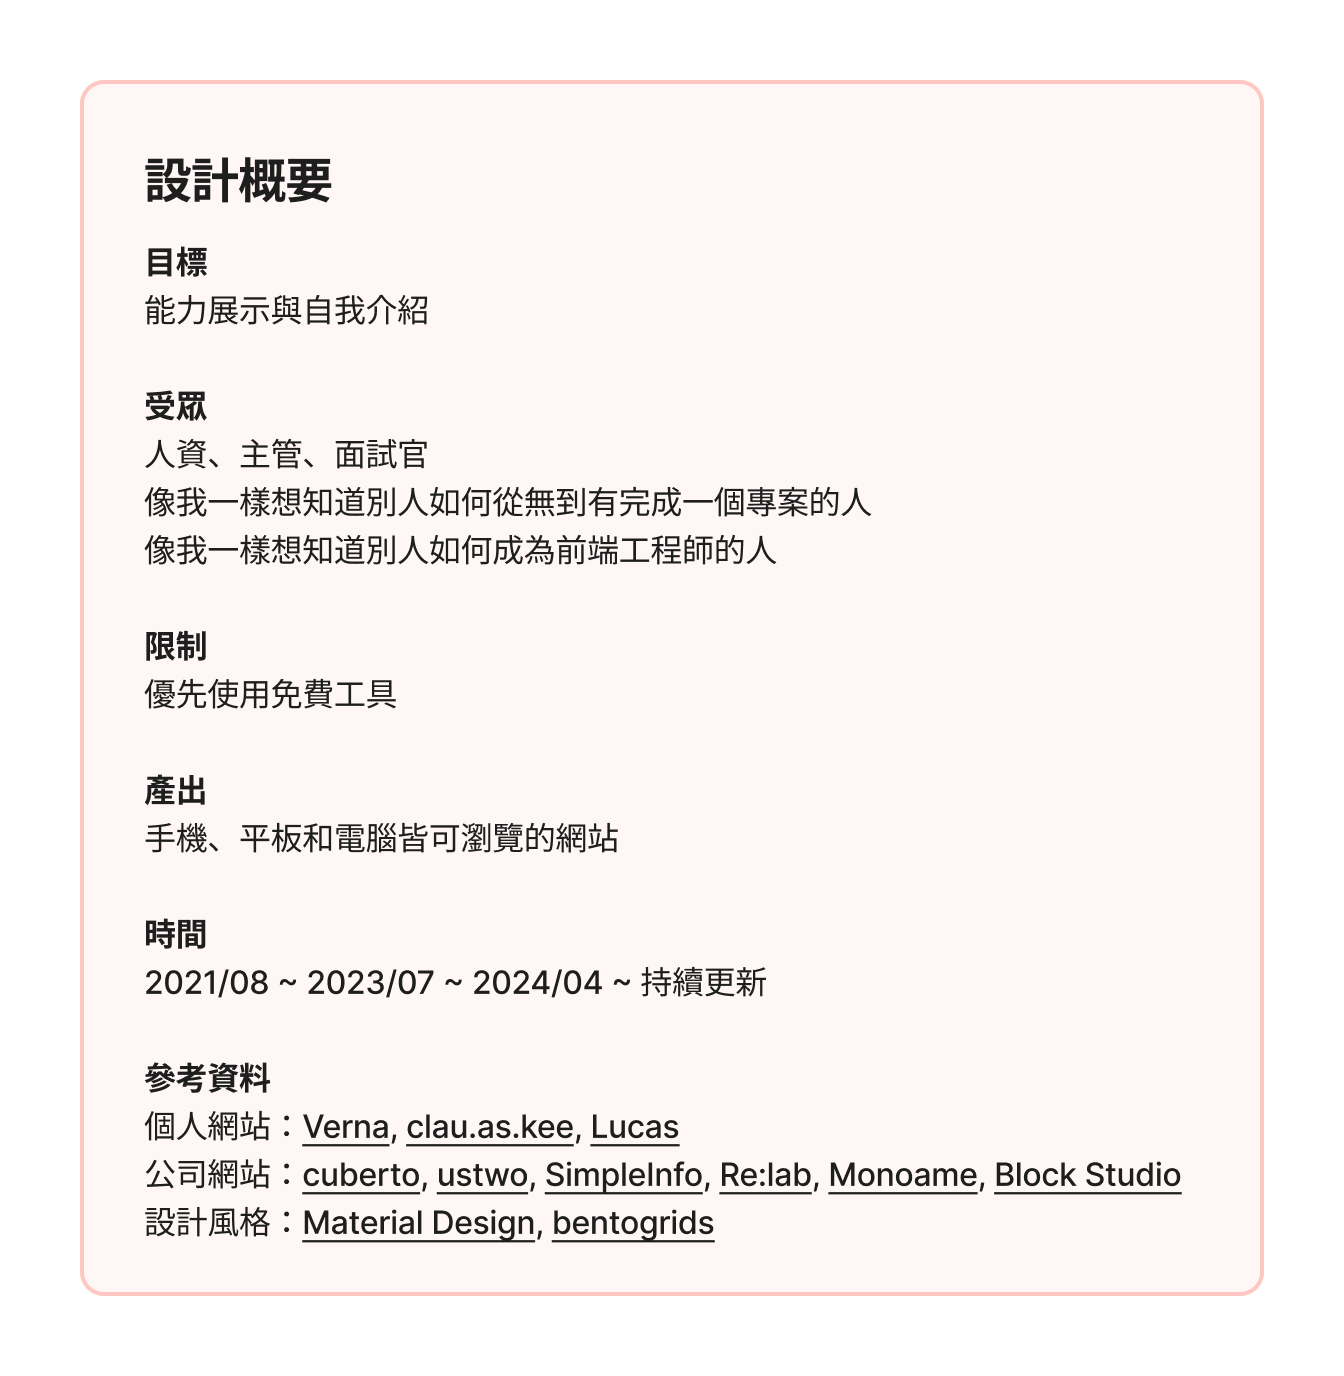 設計概要
目標
能力展示與自我介紹
受眾
人資、主管、面試官
像我一樣想知道別人如何從無到有完成一個專案的人
像我一樣想知道別人如何成為前端工程師的人
限制
優先使用免費工具
產出
手機、平板和電腦皆可瀏覽的網站
時間
2021/08 ~ 2023/07 ~ 2024/04 ~ 持續更新
參考資料
個人網站：Verna, clau.as.kee, Lucas
公司網站：cuberto, ustwo, SimpleInfo, Re:lab, Monoame, Block Studio
設計風格：Material Design, bentogrids